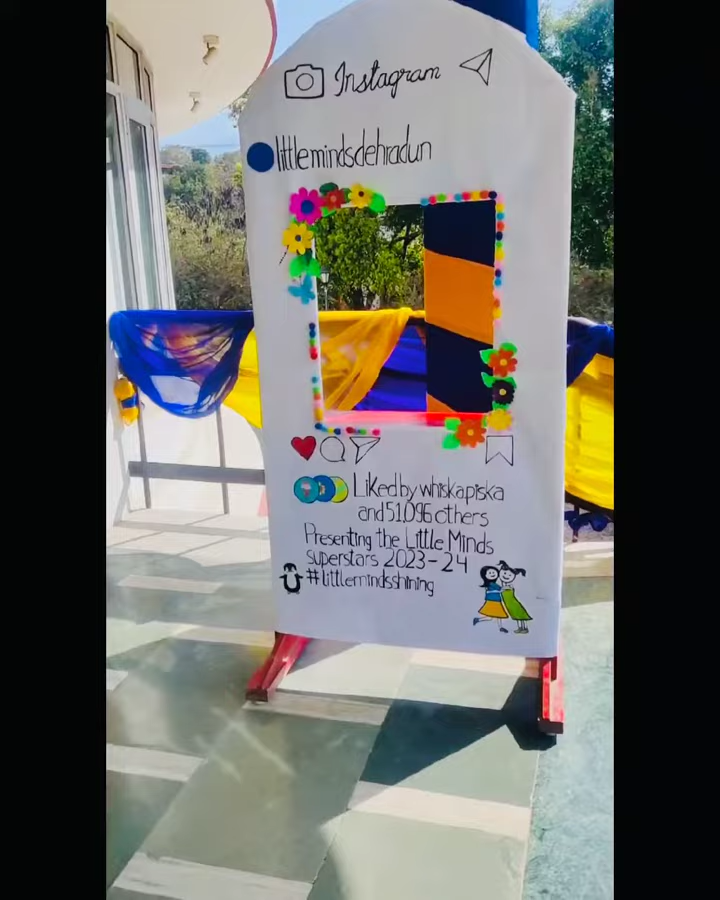 Instagram
littlemindsdehradun
Liked by whiskapiska
and 51,096 others
Presenting the Little Minds
superstars 2023-24
#littlemindsshining